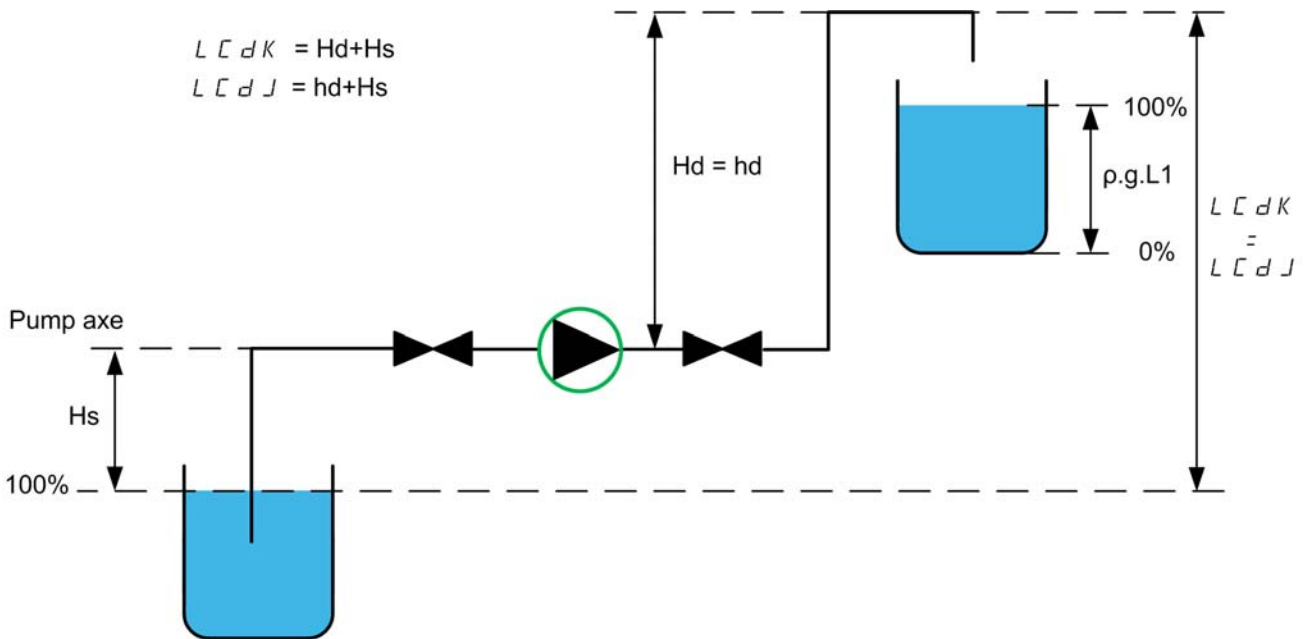 LCdK = Hd+Hs
LCdJ = hd+Hs
100%
Hd = hd
ρ.g.L1
LCdK
=
LCdJ
0%
Pump axe
Hs
100%